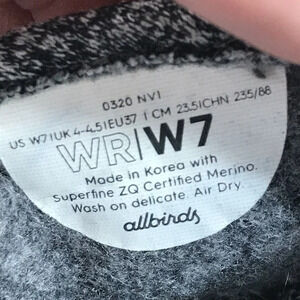 0320 NV1
US W7 | UK 4-4.5 | EU37 | CM 23.5 | CHN 235/88
WR|W7
Made in Korea with
Superfine ZQ Certified Merino.
Wash on delicate. Air Dry.
allbirds